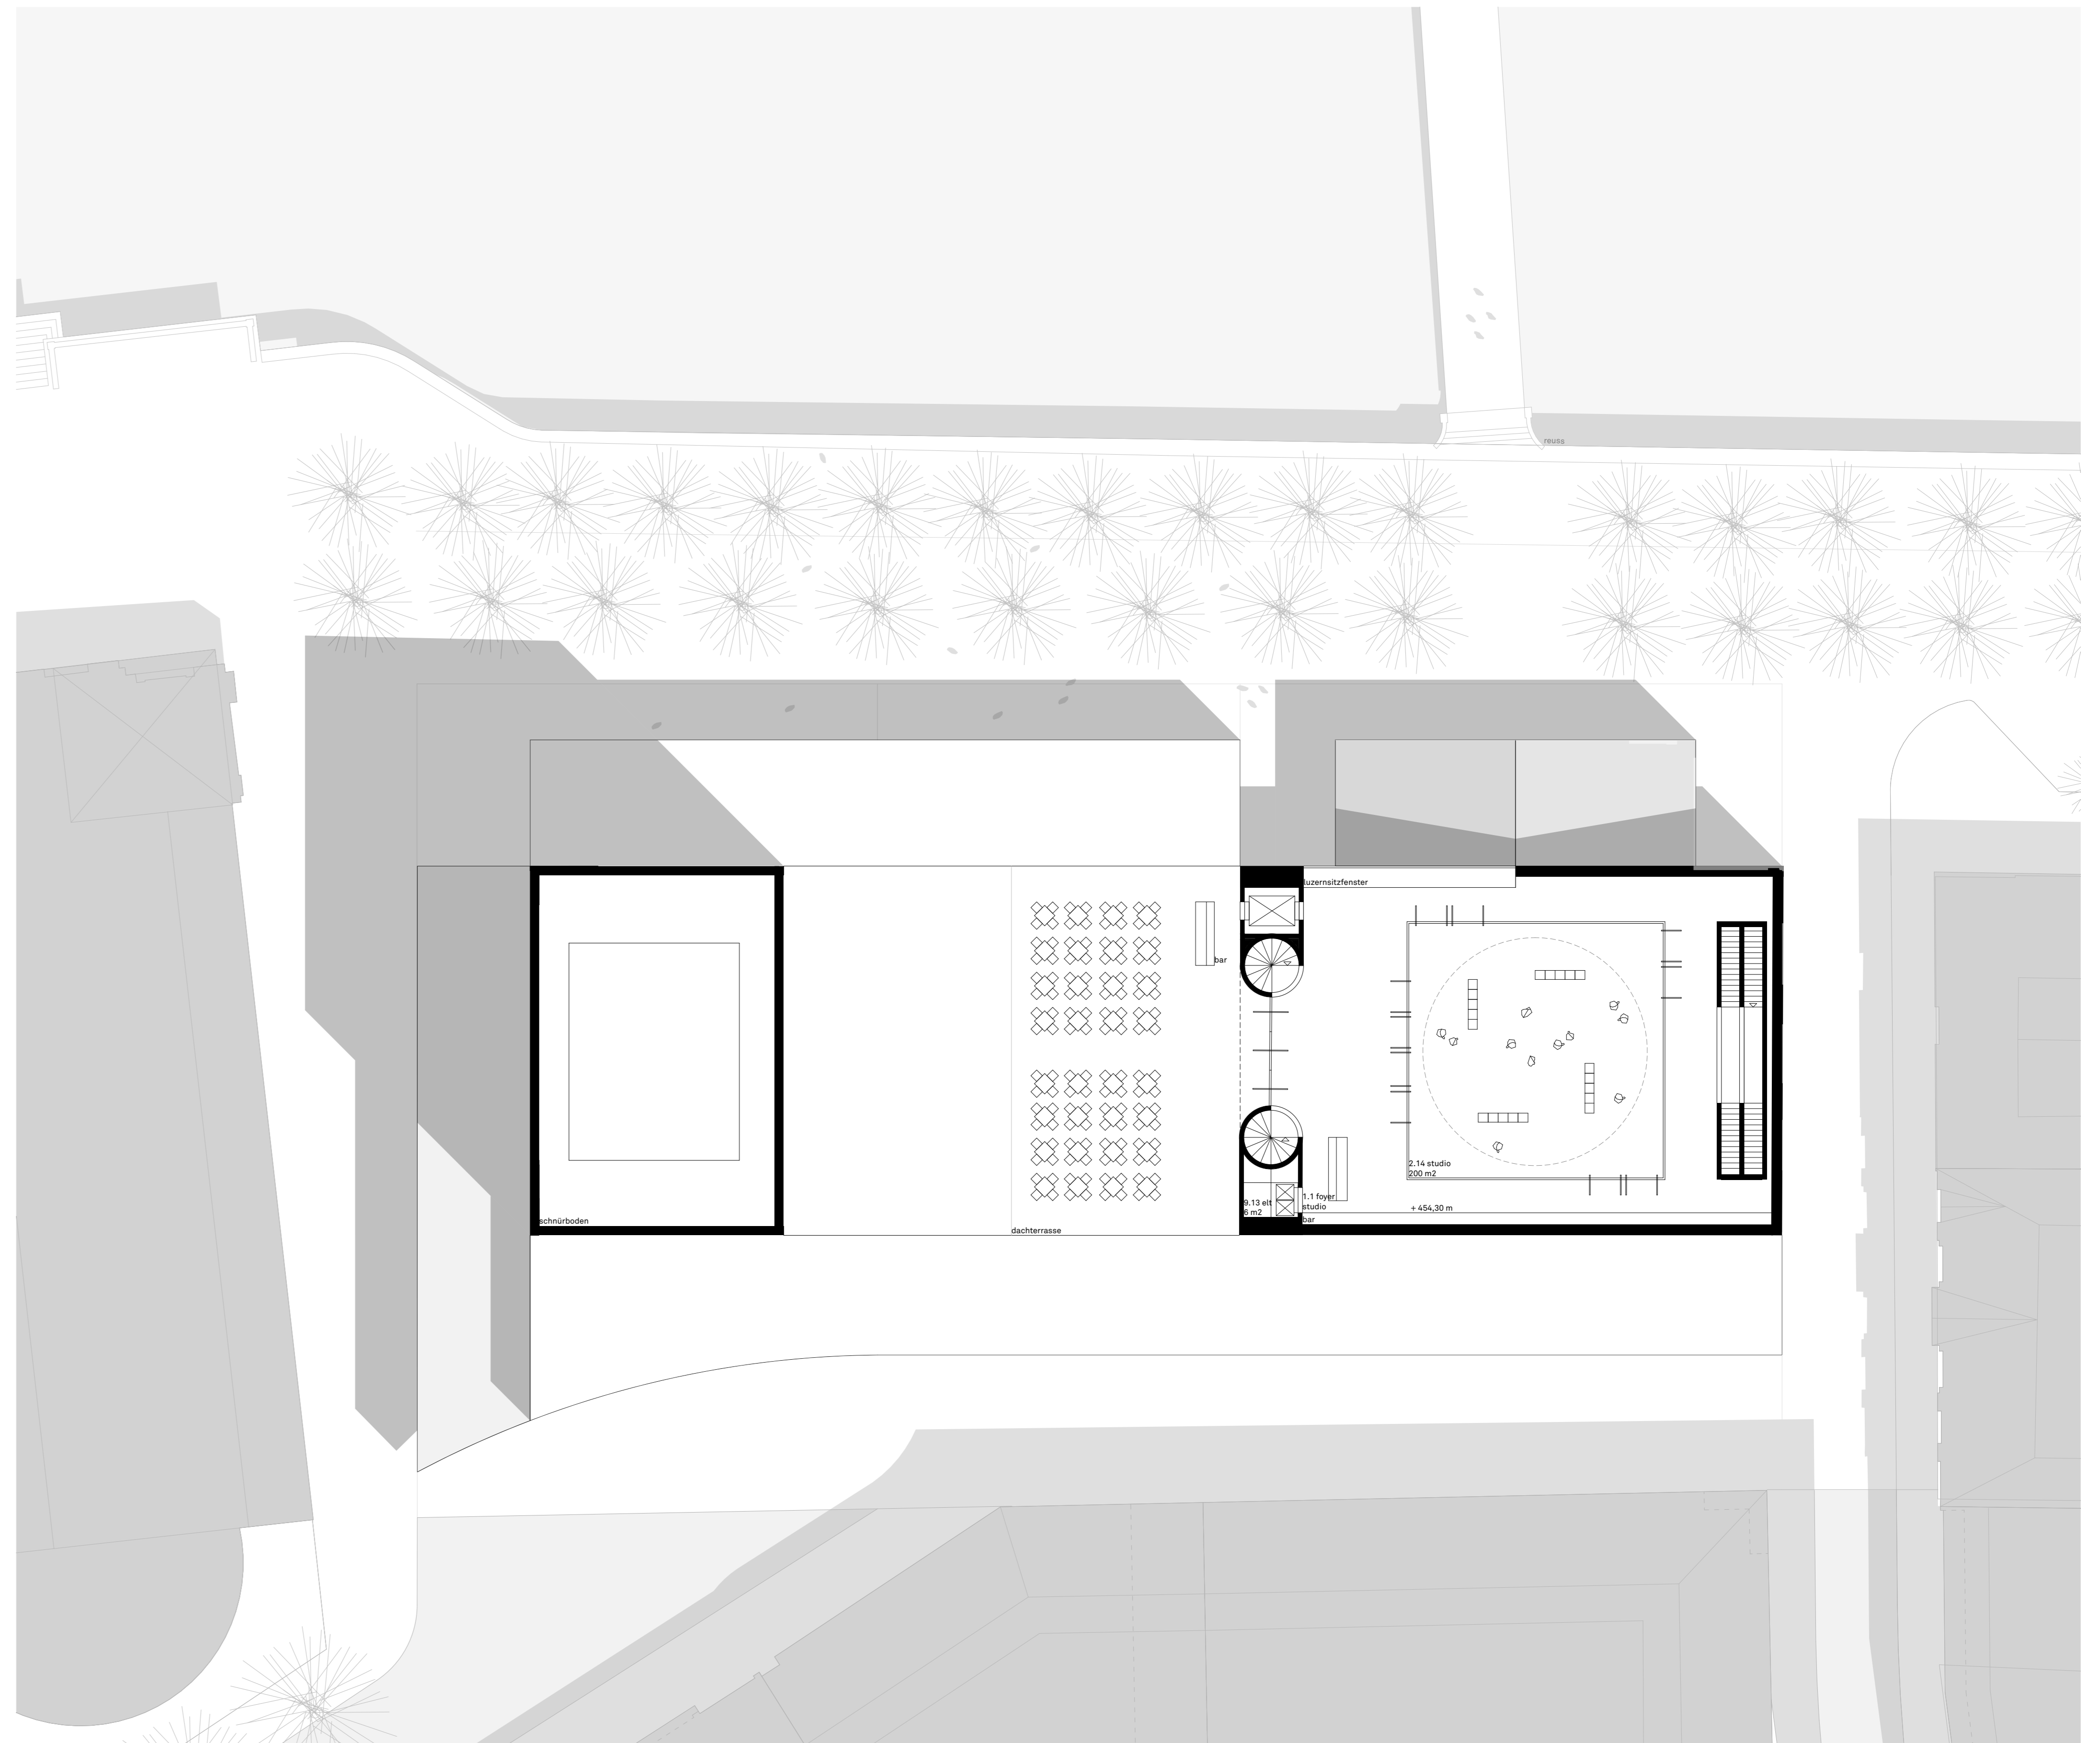 reuss
luzernsitzfenster
bar
2.14 studio
200 m2
1.1 foyer
studio
bar
9.13 elt
6 m2
+ 454,30 m
schnürboden
dachterrasse